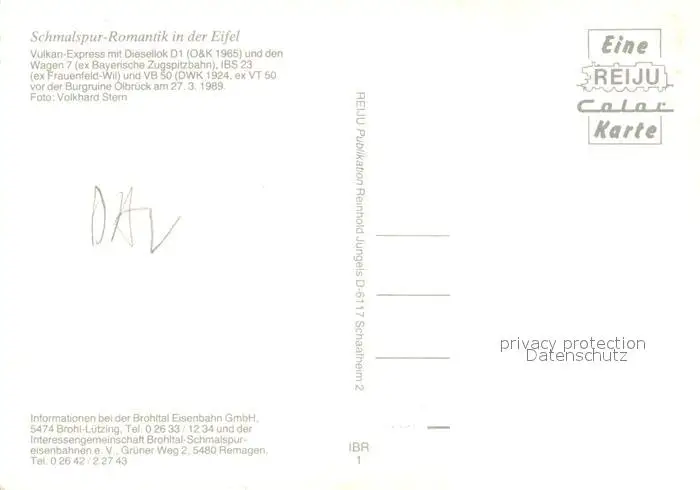 Schmalspur-Romantik in der Eifel
Vulkan-Express mit Diesellok D1 (O&K 1965) und den
Wagen 7 (ex Bayerische Zugspitzbahn), IBS 23
(ex Frauenfeld-Wil) und VB 50 (DWK 1924, ex VT 50
vor der Burgruine Olbrück am 27. 3. 1989.
Foto: Volkhard Stern
Eine
REIJU
Color
Karte
REIJU Publikation Reinhold Jungels D-6117 Schaafheim 2
privacy protection
Datenschutz
Informationen bei der Brohltal Eisenbahn GmbH,
5474 Brohl-Lützing, Tel. 0 26 33 / 12 34 und der
Interessengemeinschaft Brohltal-Schmalspur-
eisenbahnen e. V., Grüner Weg 2, 5480 Remagen.
Tel. 0 26 42 / 2 27 43
IBR
1